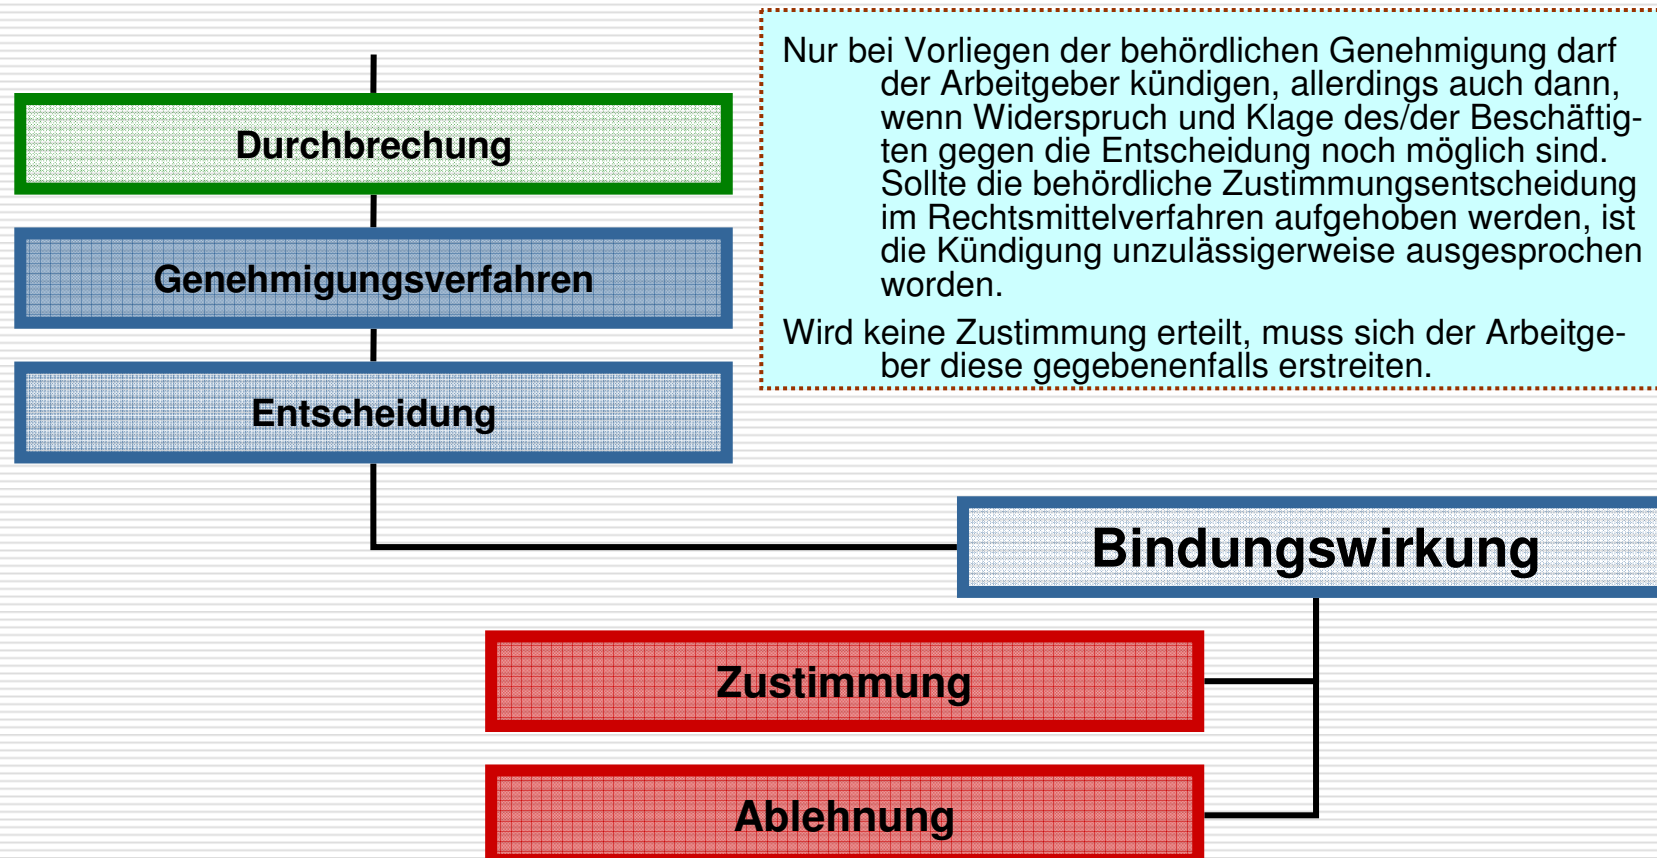 Nur bei Vorliegen der behördlichen Genehmigung darf
der Arbeitgeber kündigen, allerdings auch dann,
wenn Widerspruch und Klage des/der Beschäftig-
ten gegen die Entscheidung noch möglich sind.
Sollte die behördliche Zustimmungsentscheidung
im Rechtsmittelverfahren aufgehoben werden, ist
die Kündigung unzulässigerweise ausgesprochen
worden.
Wird keine Zustimmung erteilt, muss sich der Arbeitge-
ber diese gegebenenfalls erstreiten.
Durchbrechung
Genehmigungsverfahren
Entscheidung
Bindungswirkung
Zustimmung
Ablehnung